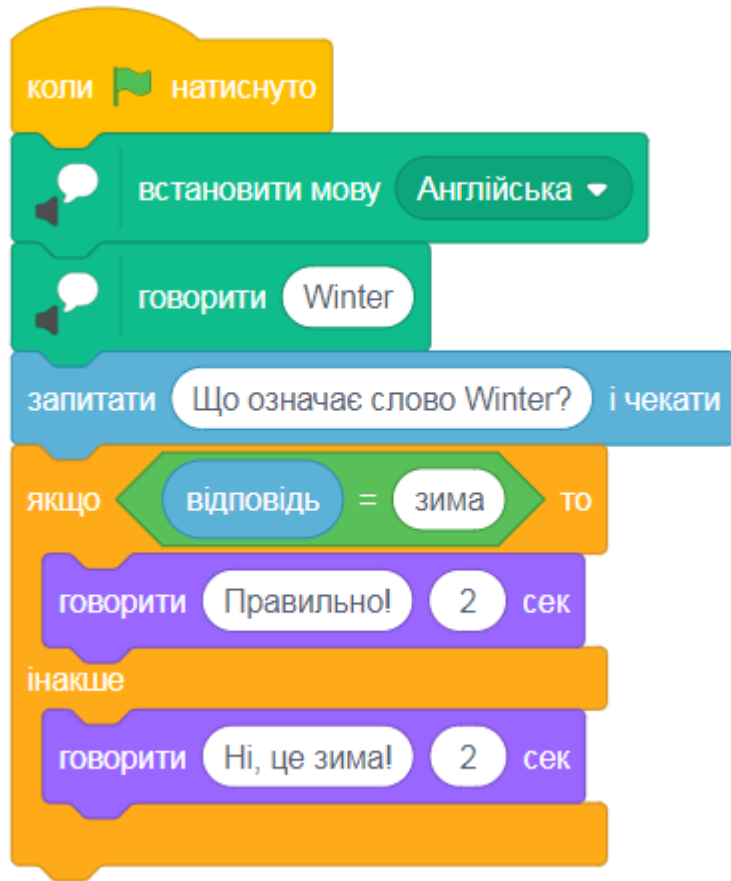 коли натиснуто
встановити мову Англійська
говорити Winter
запитати Що означає слово Winter? і чекати
якщо відповідь = зима то
говорити Правильно! 2 сек
інакше
говорити Ні, це зима! 2 сек